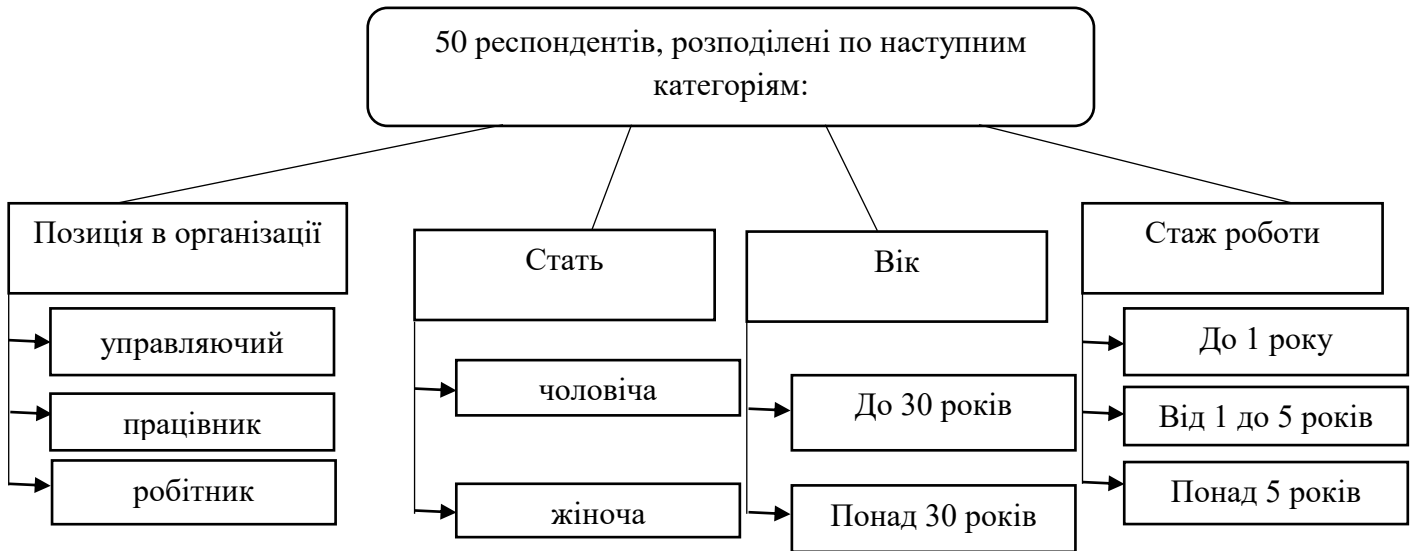 50 респондентів, розподілені по наступним
категоріям:
Позиція в організації
управляючий
працівник
робітник
Стать
чоловіча
жіноча
Вік
До 30 років
Понад 30 років
Стаж роботи
До 1 року
Від 1 до 5 років
Понад 5 років